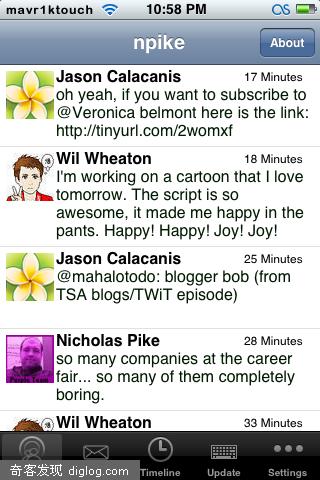 mavr1ktouch 10:58 PM
npike
About
Jason Calacanis 17 Minutes
oh yeah, if you want to subscribe to
@Veronica belmont here is the link:
http://tinyurl.com/2womxf
Wil Wheaton 18 Minutes
I'm working on a cartoon that I love
tomorrow. The script is so
awesome, it made me happy in the
pants. Happy! Happy! Joy! Joy!
Jason Calacanis 25 Minutes
@mahalotodo: blogger bob (from
TSA blogs/TWiT episode)
Nicholas Pike 28 Minutes
so many companies at the career
fair... so many of them completely
boring.
Wil Wheaton 33 Minutes
Timeline
Update
Settings
奇客发现 diglog.com